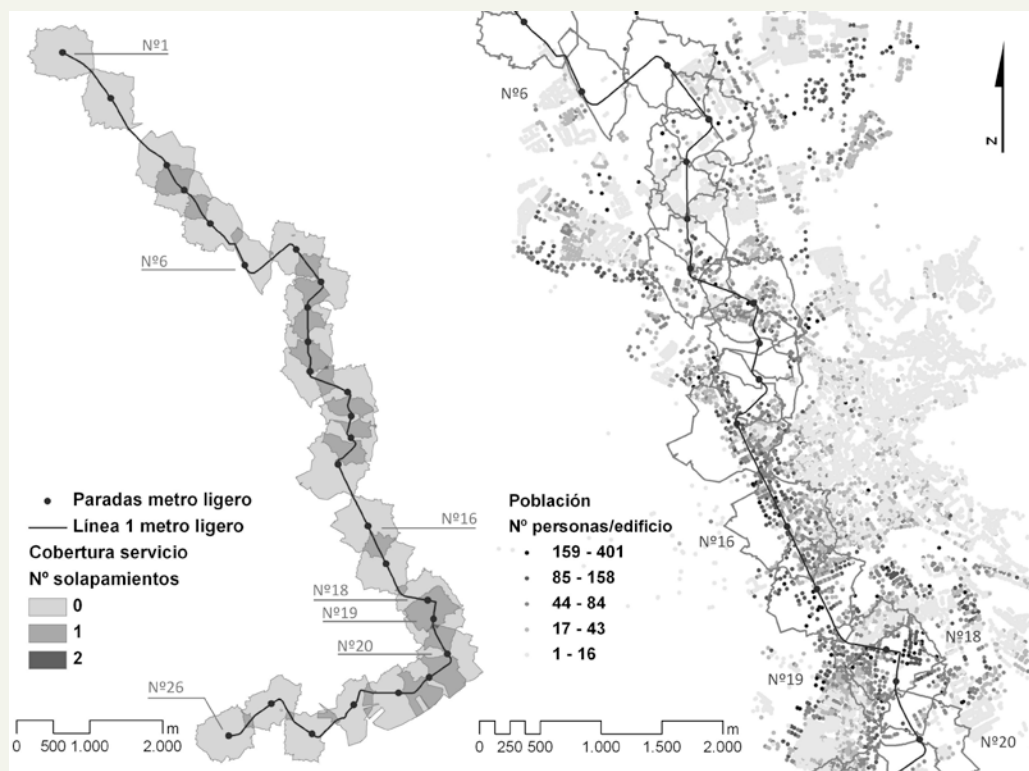 Nº1
Nº6
Nº16
Nº18
Nº19
Nº20
Nº26
Paradas metro ligero
Línea 1 metro ligero
Cobertura servicio
Nº solapamientos
0
1
2
0 500 1.000 2.000 m
Nº6
Nº16
Nº18
Nº19
Nº20
N
Población
Nº personas/edificio
159 - 401
85 - 158
44 - 84
17 - 43
1 - 16
0 250 500 1.000 1.500 2.000 m